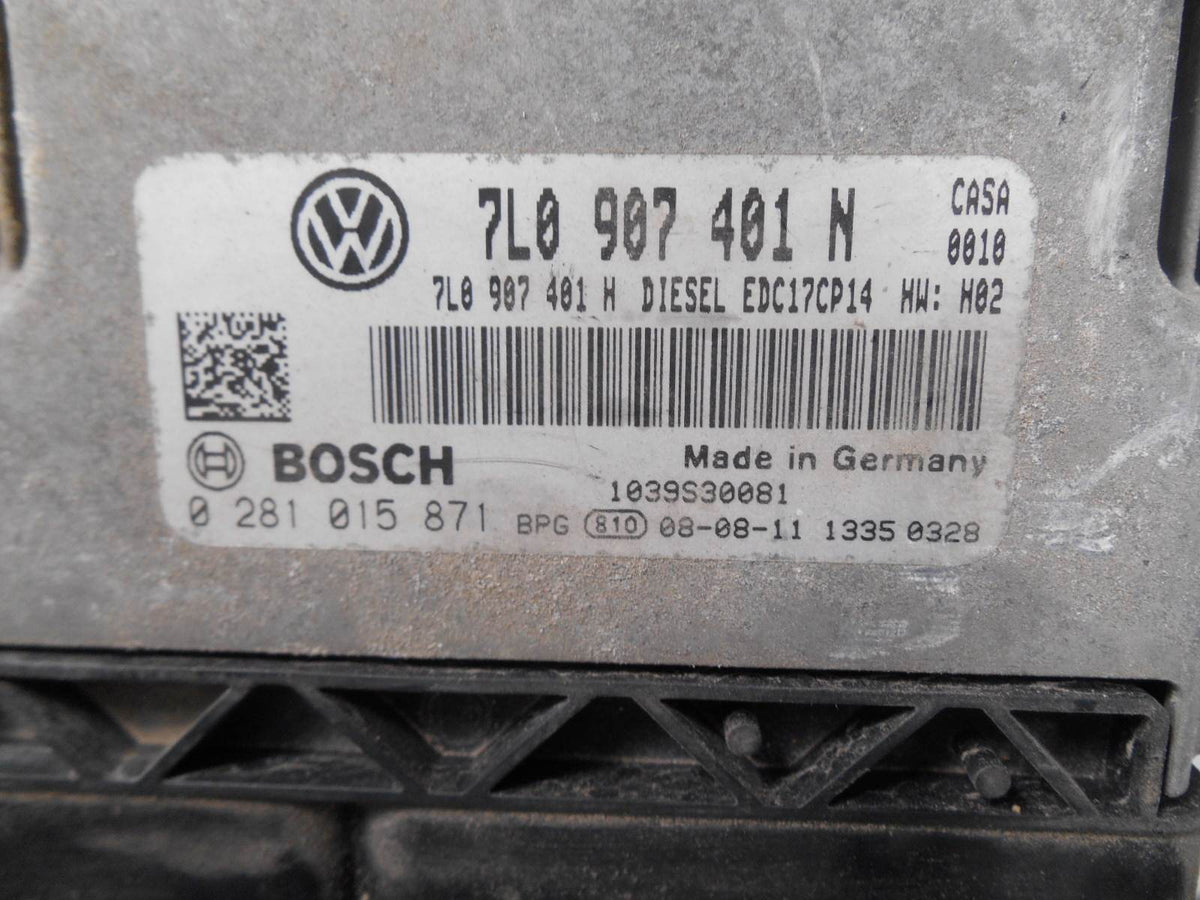 7L0 907 401 N
CASA
0010
7L0 907 401 H DIESEL EDC17CP14 HW: H02
BOSCH
Made in Germany
1039S30081
0 281 015 871 BPG 810 08-08-11 1335 0328